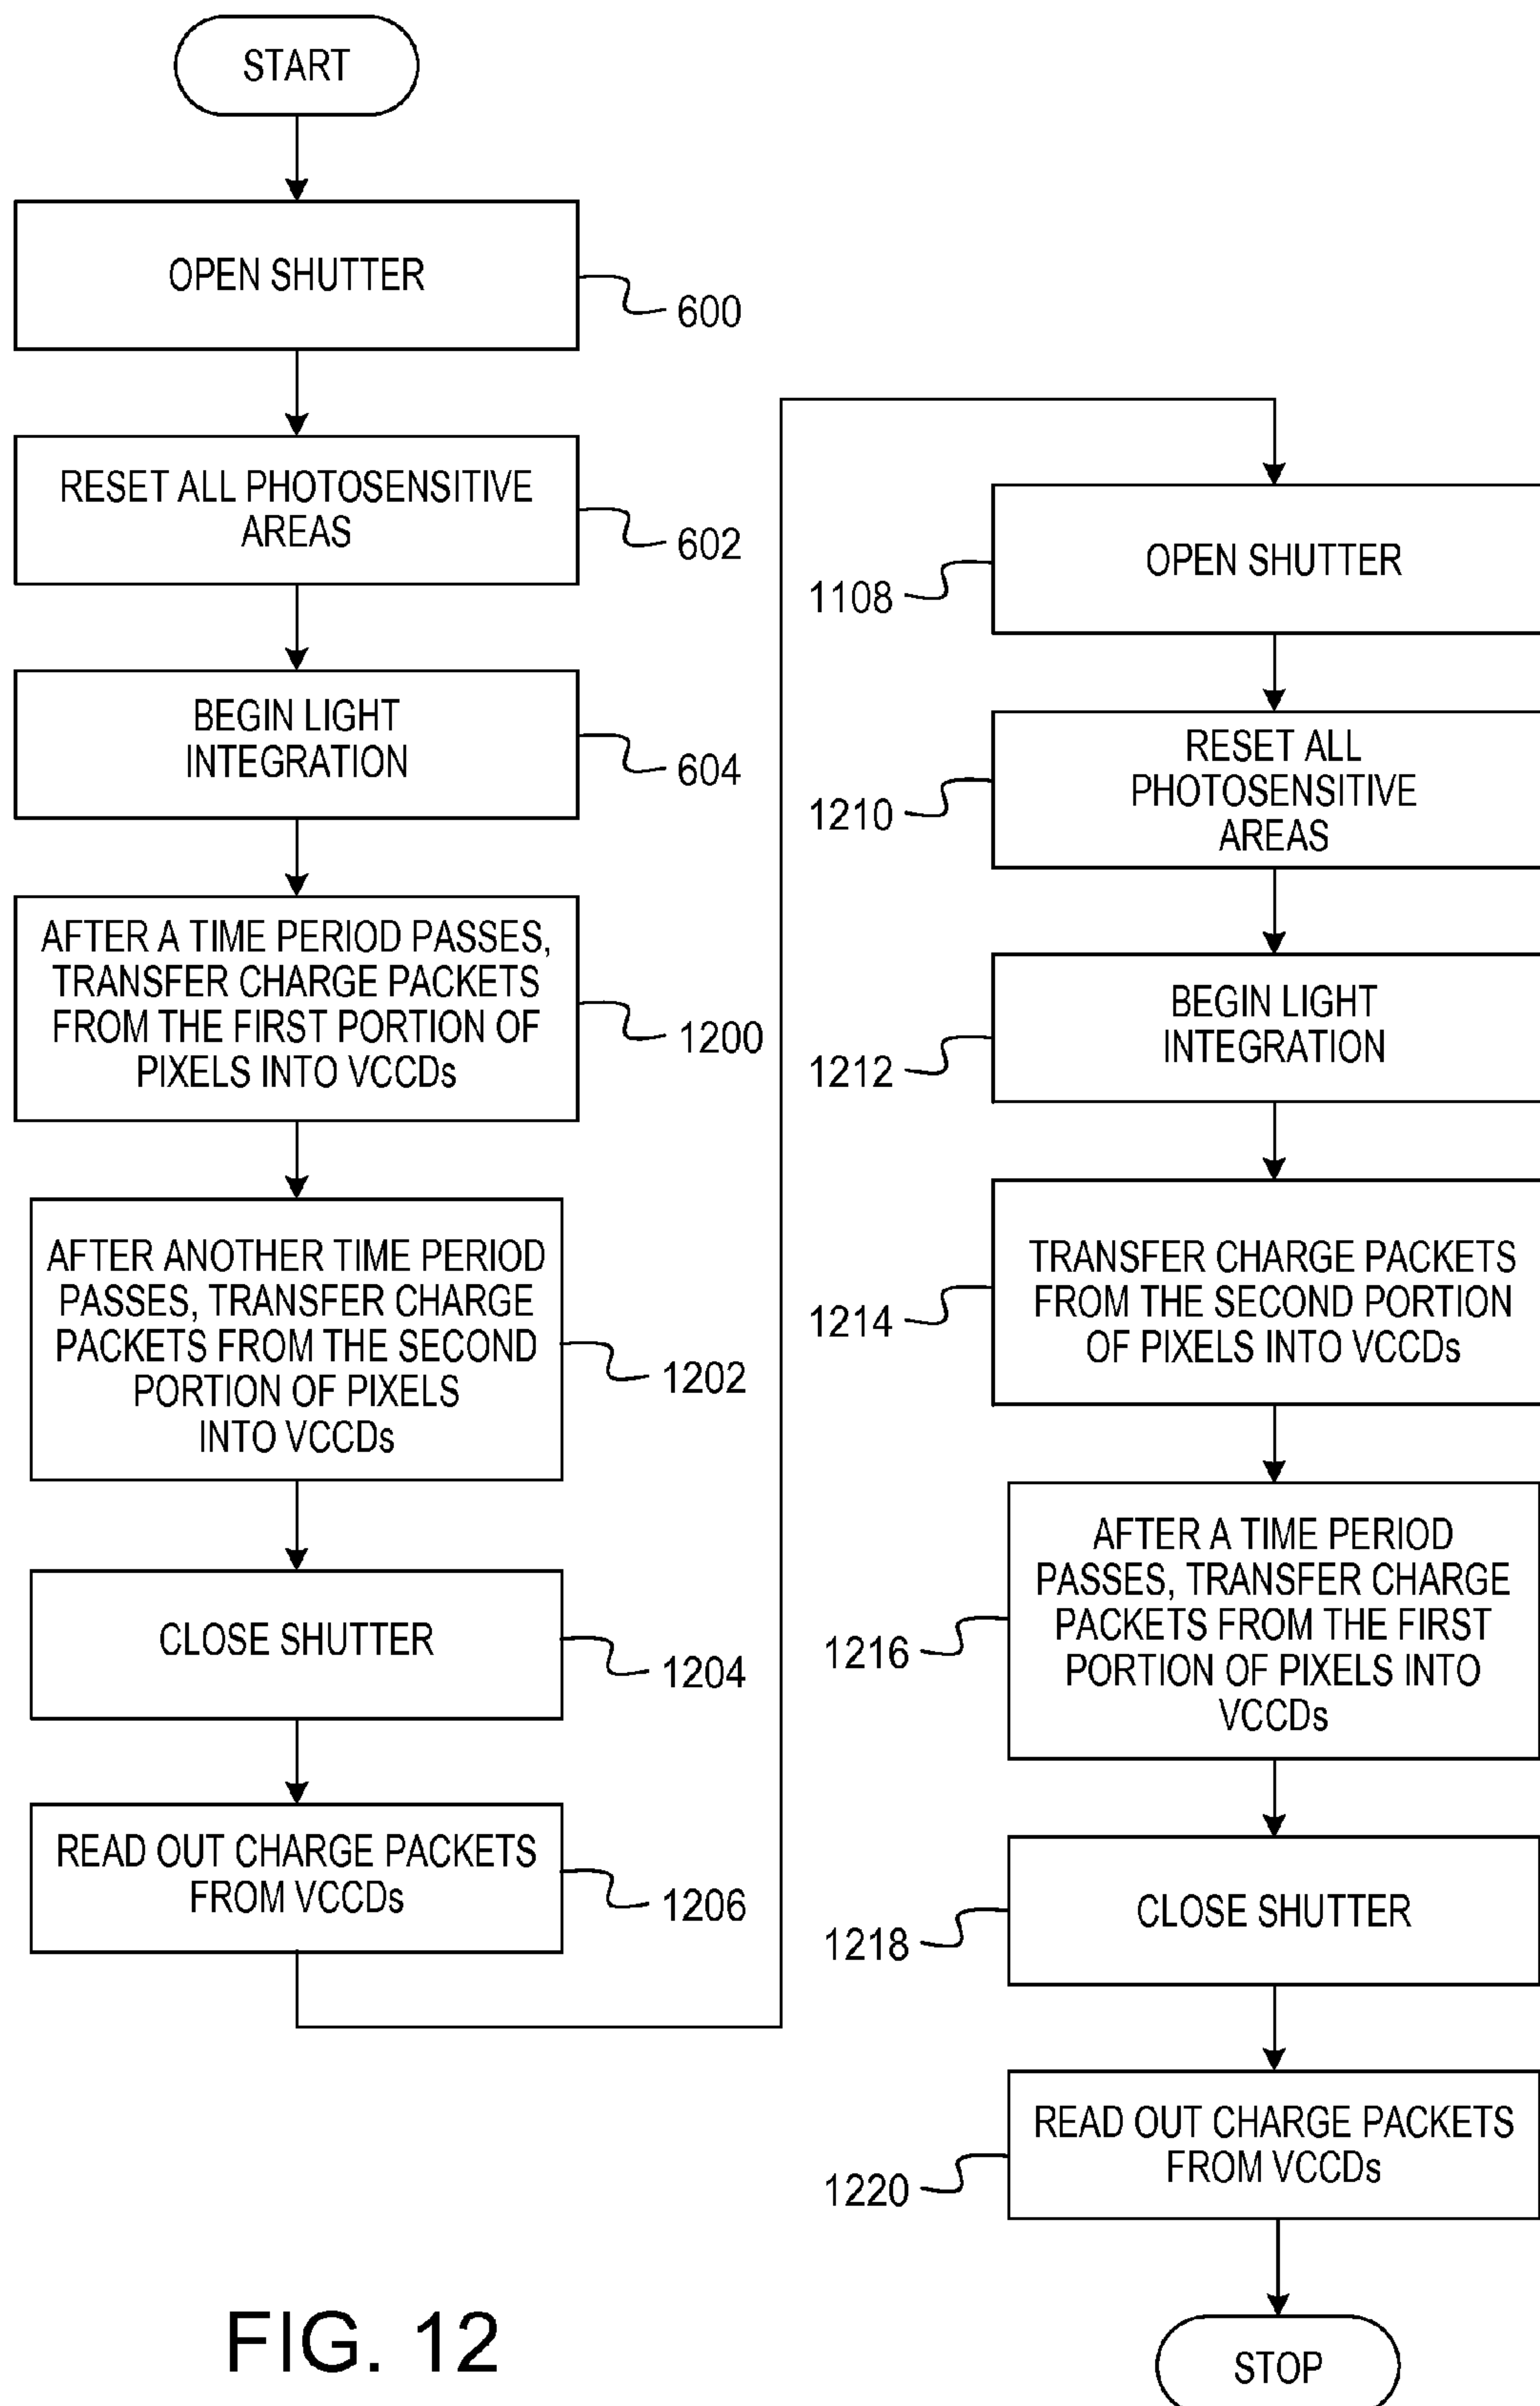 START
OPEN SHUTTER
600
RESET ALL PHOTOSENSITIVE
AREAS
602
BEGIN LIGHT
INTEGRATION
604
AFTER A TIME PERIOD PASSES,
TRANSFER CHARGE PACKETS
FROM THE FIRST PORTION OF
PIXELS INTO VCCDs
1200
AFTER ANOTHER TIME PERIOD
PASSES, TRANSFER CHARGE
PACKETS FROM THE SECOND
PORTION OF PIXELS
INTO VCCDs
1202
CLOSE SHUTTER
1204
READ OUT CHARGE PACKETS
FROM VCCDs
1206
OPEN SHUTTER
1108
RESET ALL
PHOTOSENSITIVE
AREAS
1210
BEGIN LIGHT
INTEGRATION
1212
TRANSFER CHARGE PACKETS
FROM THE SECOND PORTION
OF PIXELS INTO VCCDs
1214
AFTER A TIME PERIOD
PASSES, TRANSFER CHARGE
PACKETS FROM THE FIRST
PORTION OF PIXELS INTO
VCCDs
1216
CLOSE SHUTTER
1218
READ OUT CHARGE PACKETS
FROM VCCDs
1220
STOP
FIG. 12